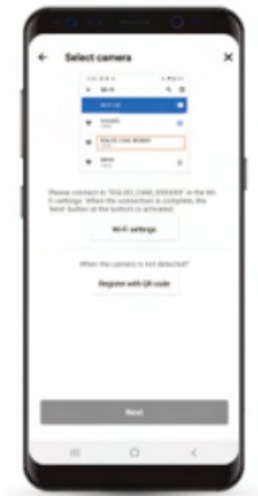 Select camera
Wi-Fi
Please connect to "EGLOO_CAM_XXXXXX" in the Wi-
Fi settings. When the connection is complete, the
'Next' button at the bottom is activated.
Wi-Fi settings
When the camera is not detected?
Register with QR code
Next